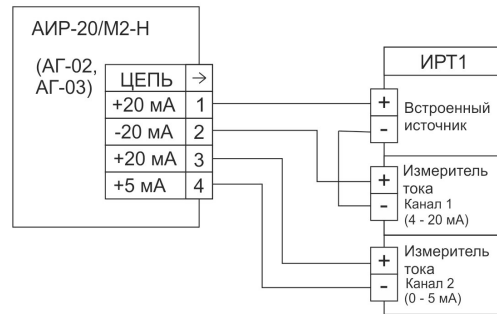 АИР-20/М2-Н
(АГ-02,
АГ-03)
ЦЕПЬ →
+20 мА 1
-20 мА 2
+20 мА 3
+5 мА 4
ИРТ1
+
-
Встроенный
источник
+
-
Измеритель
тока
Канал 1
(4 - 20 мА)
+
-
Измеритель
тока
Канал 2
(0 - 5 мА)